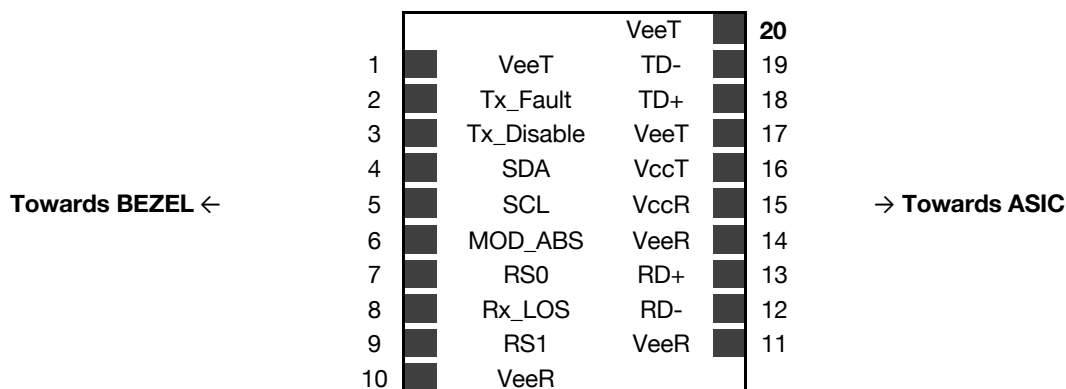 VeeT 20
1 VeeT TD- 19
2 Tx_Fault TD+ 18
3 Tx_Disable VeeT 17
4 SDA VccT 16
Towards BEZEL ← 5 SCL VccR 15 → Towards ASIC
6 MOD_ABS VeeR 14
7 RS0 RD+ 13
8 Rx_LOS RD- 12
9 RS1 VeeR 11
10 VeeR